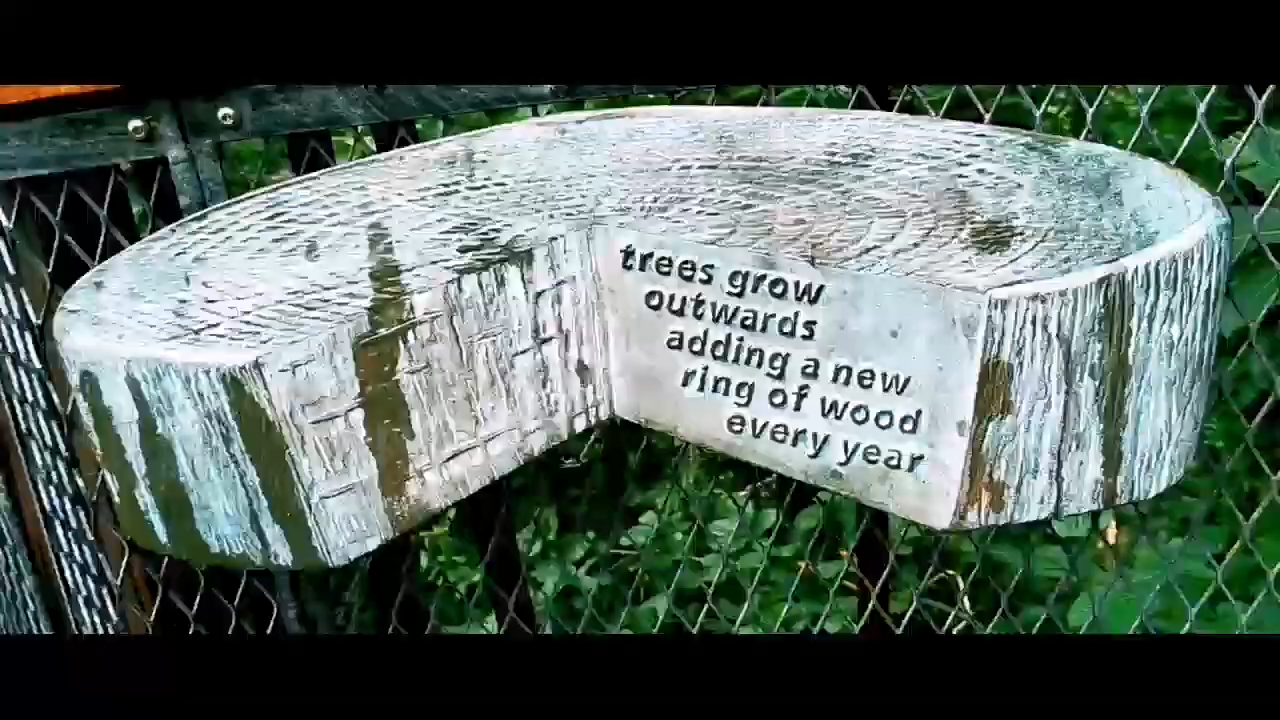 trees grow
outwards
adding a new
ring of wood
every year